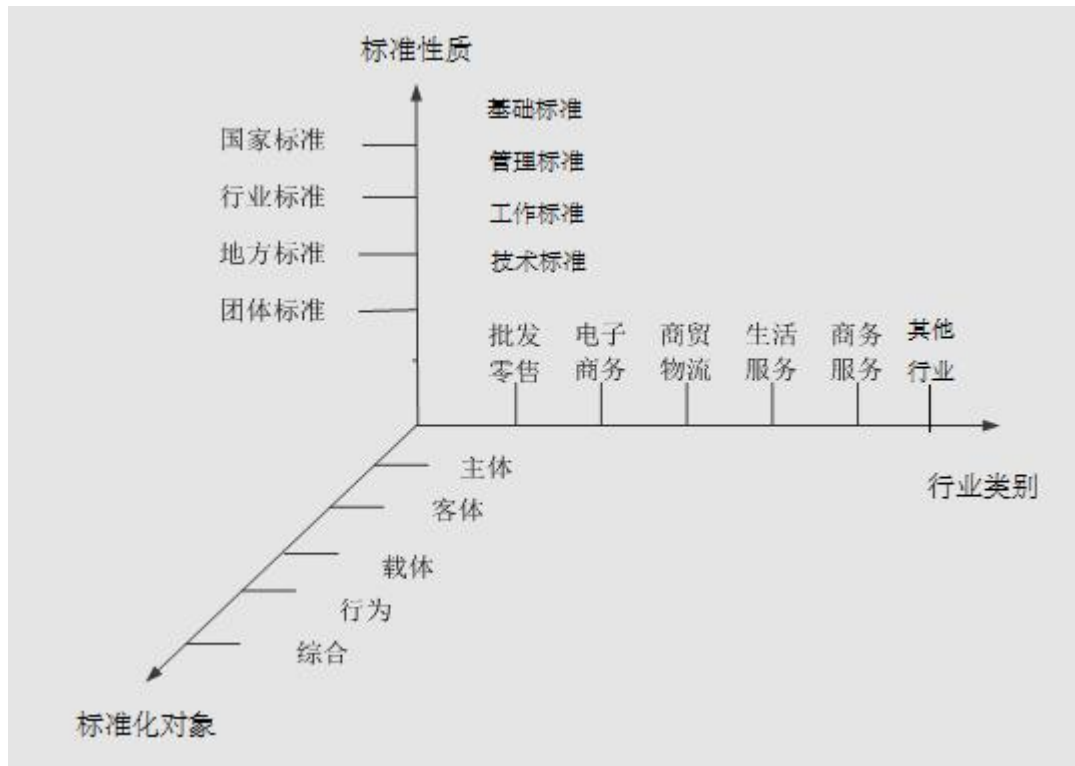 标准性质
基础标准
国家标准
管理标准
行业标准
工作标准
地方标准
技术标准
团体标准
批发 电子 商贸 生活 商务 其他
零售 商务 物流 服务 服务 行业
主体
行业类别
客体
载体
行为
综合
标准化对象